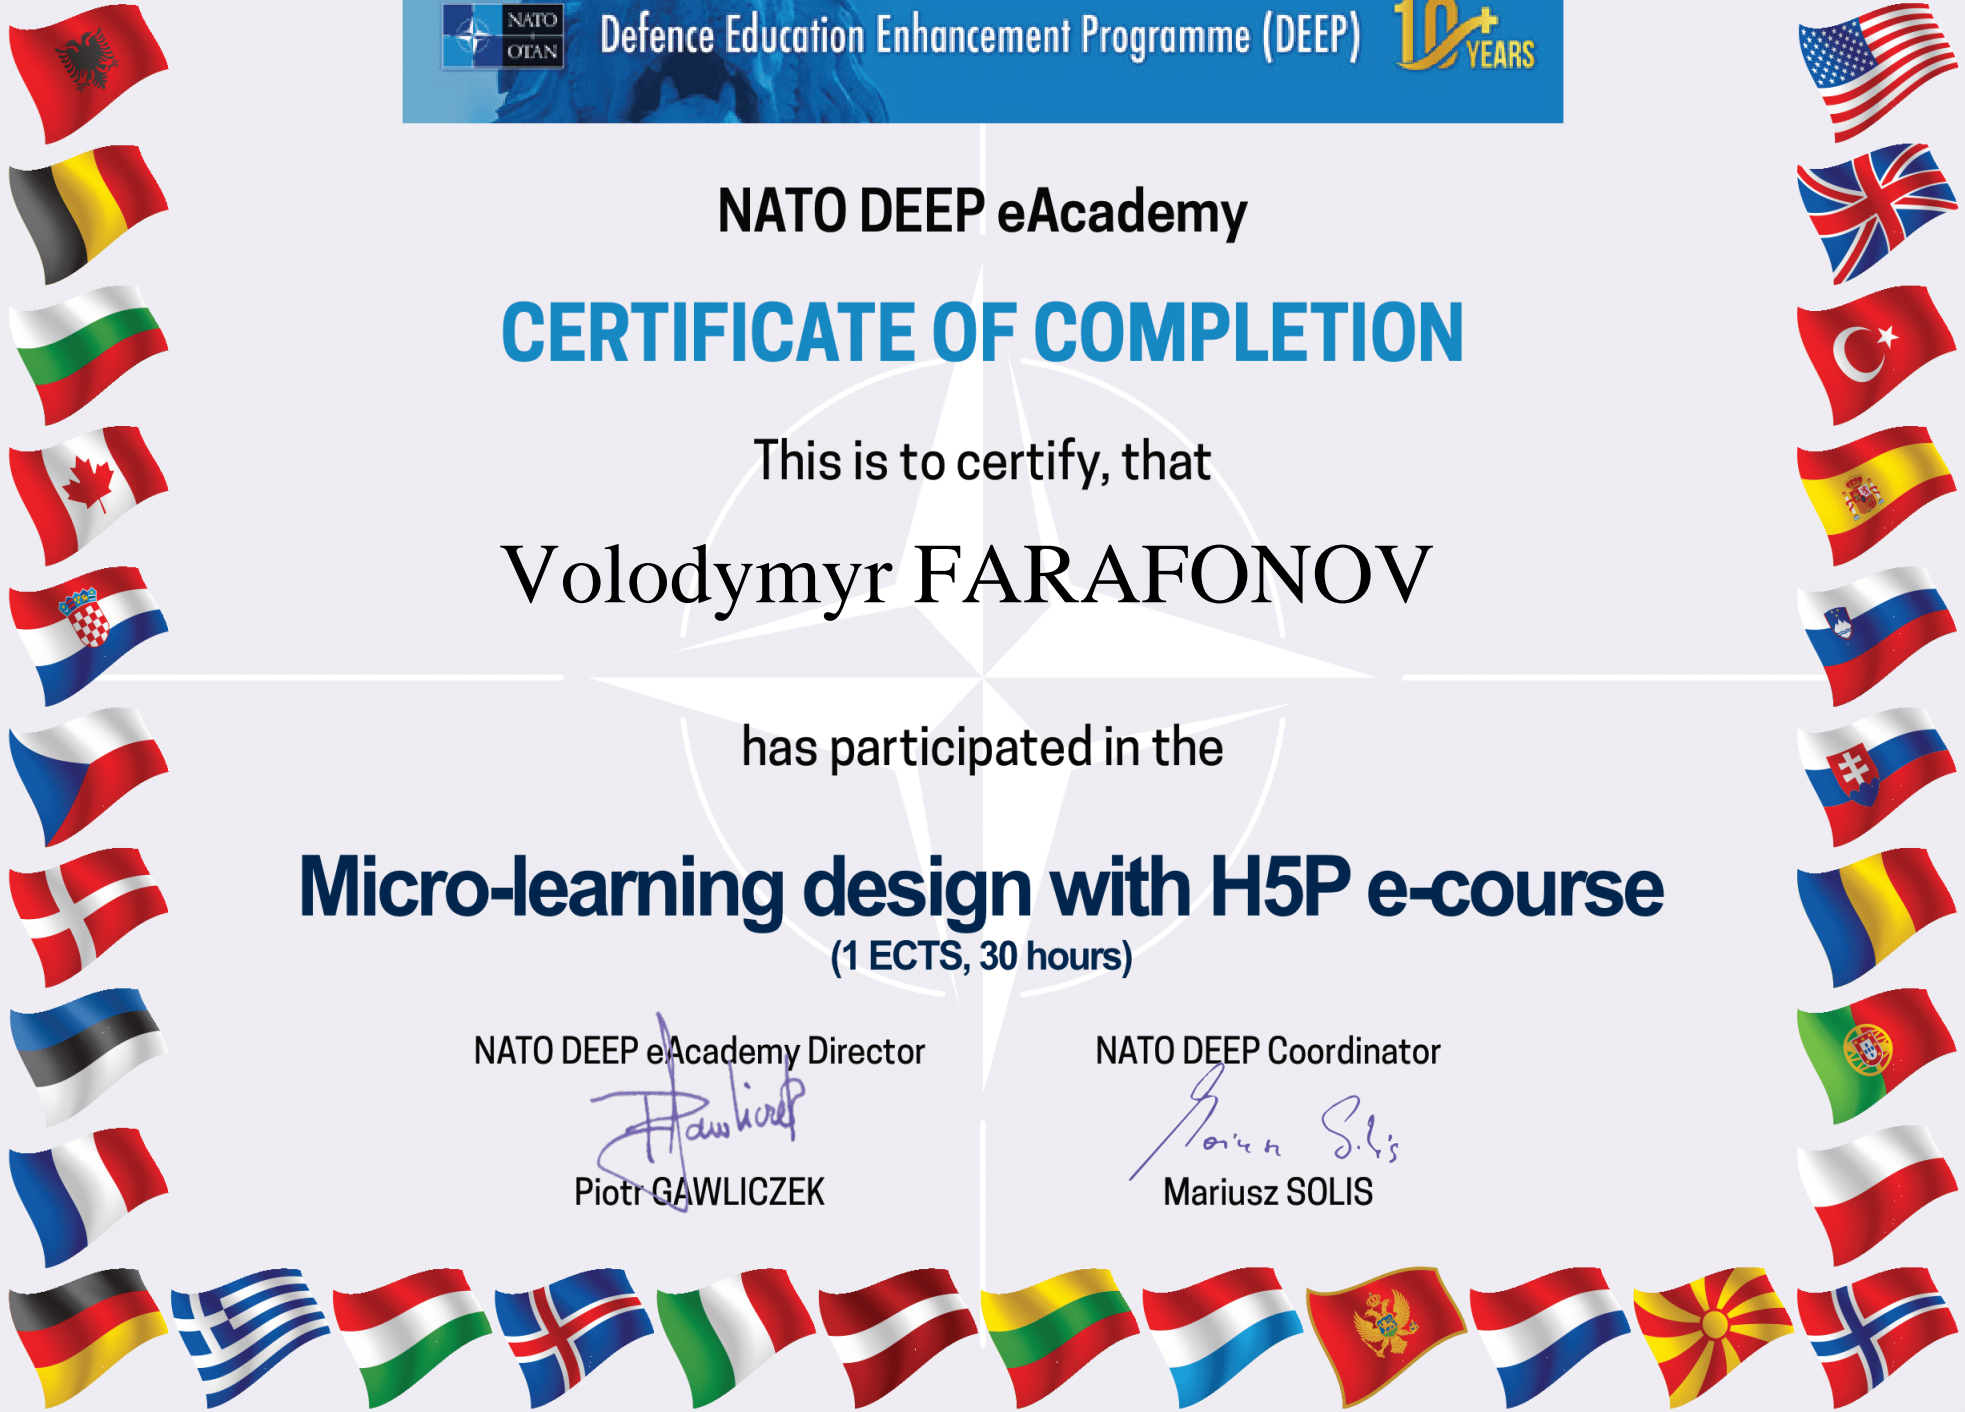 NATO
OTAN
Defence Education Enhancement Programme (DEEP)
10+
YEARS
NATO DEEP eAcademy
CERTIFICATE OF COMPLETION
This is to certify, that
Volodymyr FARAFONOV
has participated in the
Micro-learning design with H5P e-course
(1 ECTS, 30 hours)
NATO DEEP eAcademy Director
NATO DEEP Coordinator
Piotr GAWLICZEK
Mariusz SOLIS